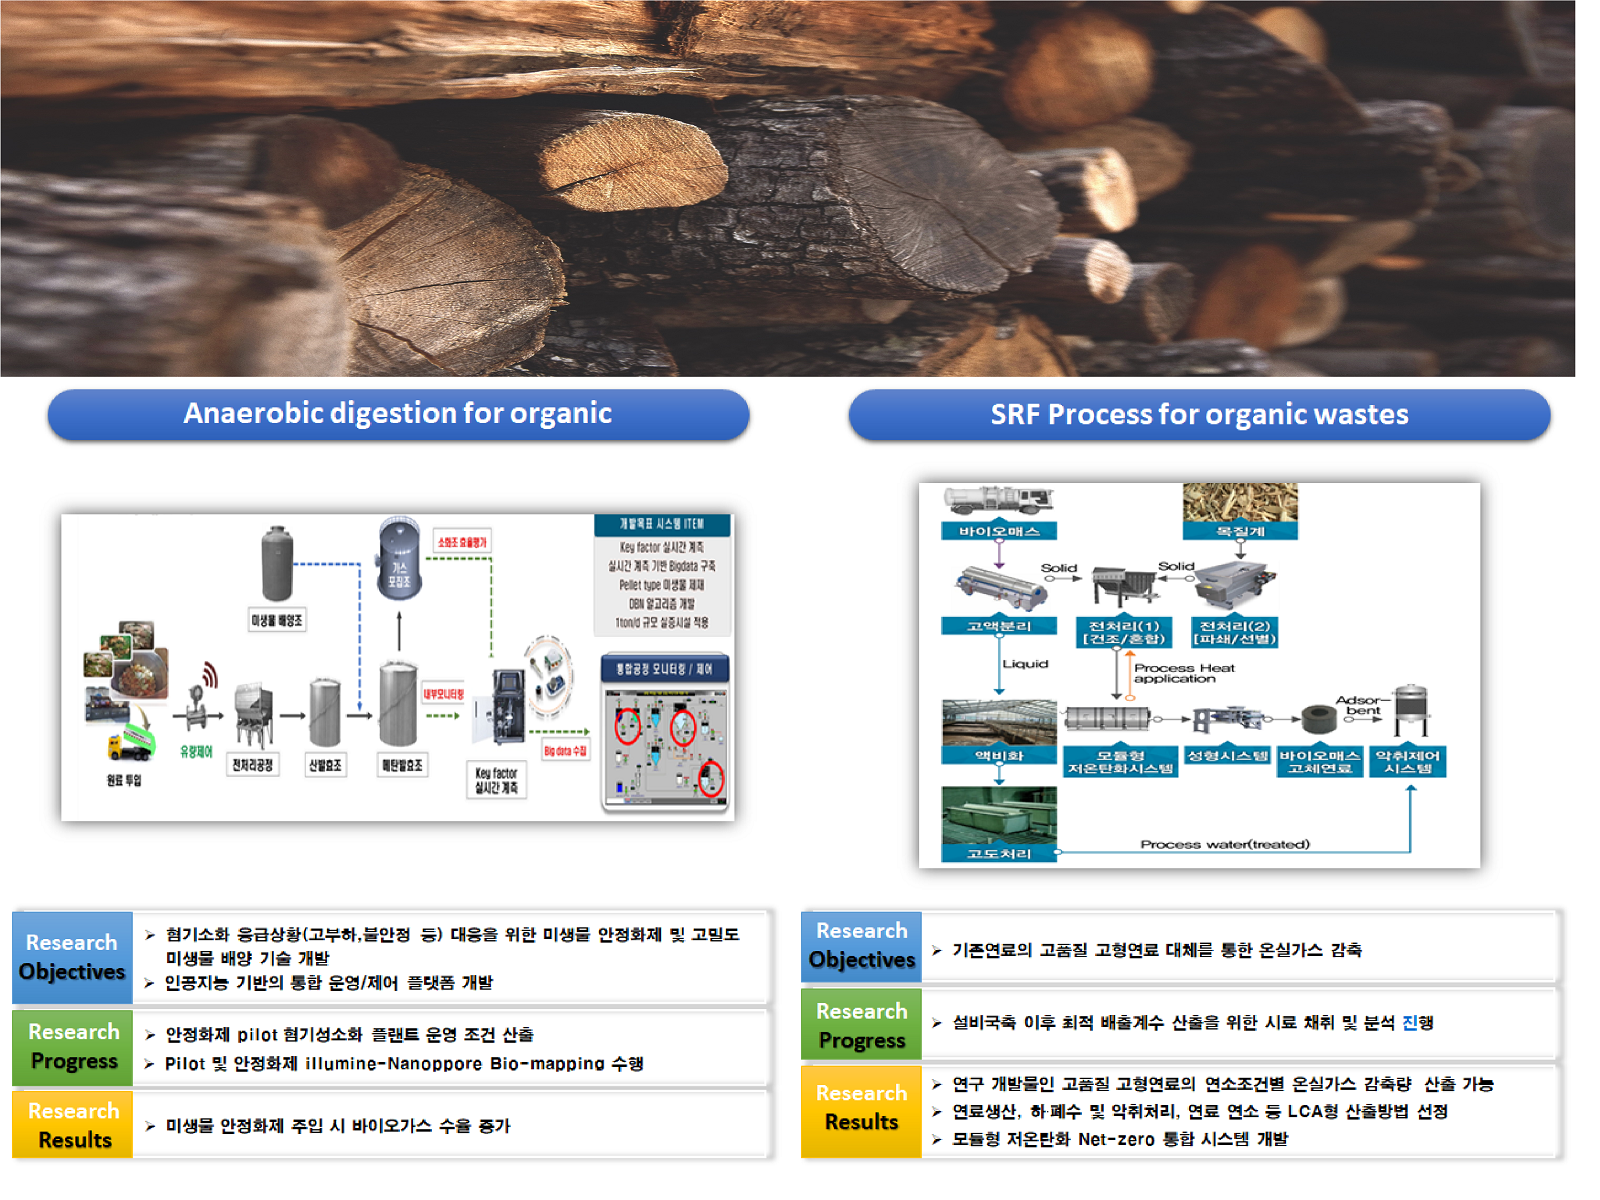 Anaerobic digestion for organic
개발목표 시스템 ITEM
Key factor 실시간 계측
실시간 계측 기반 Bigdata 구축
Pellet type 미생물 제재
DBN 알고리즘 개발
1ton/d 규모 실증시설 적용
소화조 효율평가
가스
포집조
미생물 배양조
통합공정 모니터링 / 제어
내부모니터링
유량제어
Big data 수집
전처리공정
산발효조
메탄발효조
Key factor
실시간 계측
원료 투입
Research
Objectives
➢ 혐기소화 응급상황(고부하,불안정 등) 대응을 위한 미생물 안정화제 및 고밀도
미생물 배양 기술 개발
➢ 인공지능 기반의 통합 운영/제어 플랫폼 개발
Research
Progress
➢ 안정화제 pilot 혐기성소화 플랜트 운영 조건 산출
➢ Pilot 및 안정화제 illumine-Nanoppore Bio-mapping 수행
Research
Results
➢ 미생물 안정화제 주입 시 바이오가스 수율 증가
SRF Process for organic wastes
바이오매스
목질계
Solid
Solid
고액분리
전처리(1)
[건조/혼합]
전처리(2)
[파쇄/선별]
Liquid
Process Heat
application
Adsor-
bent
액비화
모듈형
저온탄화시스템
성형시스템
바이오매스
고체연료
악취제어
시스템
고도처리
Process water(treated)
Research
Objectives
➢ 기존연료의 고품질 고형연료 대체를 통한 온실가스 감축
Research
Progress
➢ 설비국축 이후 최적 배출계수 산출을 위한 시료 채취 및 분석 진행
Research
Results
➢ 연구 개발물인 고품질 고형연료의 연소조건별 온실가스 감축량 산출 가능
➢ 연료생산, 하·폐수 및 악취처리, 연료 연소 등 LCA형 산출방법 선정
➢ 모듈형 저온탄화 Net-zero 통합 시스템 개발